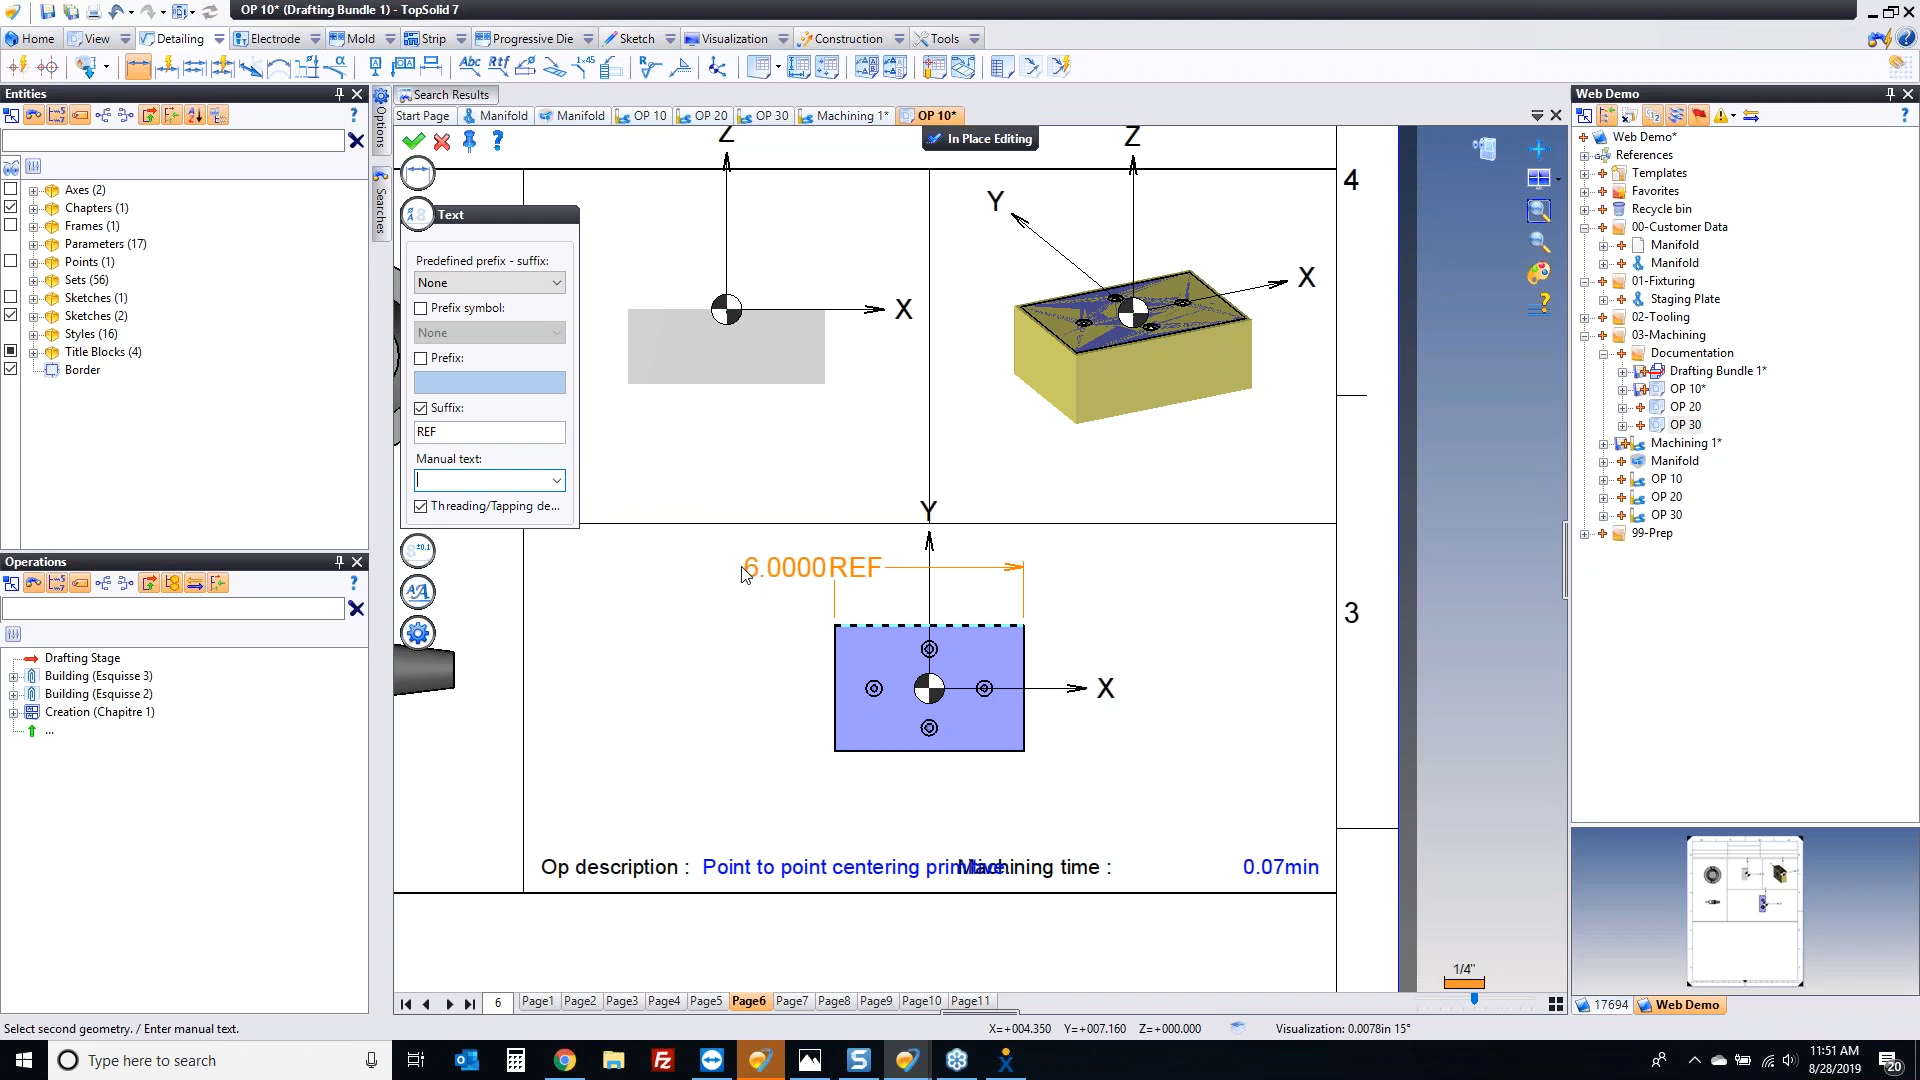 OP 10* (Drafting Bundle 1) - TopSolid 7
Home View Detailing Electrode Mold Strip Progressive Die Sketch Visualization Construction Tools
Entities
Axes (2)
Chapters (1)
Frames (1)
Parameters (17)
Points (1)
Sets (56)
Sketches (1)
Sketches (2)
Styles (16)
Title Blocks (4)
Border
Operations
Drafting Stage
Building (Esquisse 3)
Building (Esquisse 2)
Creation (Chapitre 1)
...
Options
Searches
Search Results
Start Page Manifold Manifold OP 10 OP 20 OP 30 Machining 1* OP 10*
In Place Editing
Text
Predefined prefix - suffix:
None
Prefix symbol:
None
Prefix:
Suffix:
REF
Manual text:
Threading/Tapping de...
Z
X
Z
Y
X
4
Y
6.0000REF
X
3
Op description : Point to point centering primitive Machining time : 0.07min
1/4"
6 Page1 Page2 Page3 Page4 Page5 Page6 Page7 Page8 Page9 Page10 Page11
Web Demo
Web Demo*
References
Templates
Favorites
Recycle bin
00-Customer Data
Manifold
Manifold
01-Fixturing
Staging Plate
02-Tooling
03-Machining
Documentation
Drafting Bundle 1*
OP 10*
OP 20
OP 30
Machining 1*
Manifold
OP 10
OP 20
OP 30
99-Prep
17694 Web Demo
Select second geometry. / Enter manual text.
X=+004.350 Y=+007.160 Z=+000.000 Visualization: 0.0078in 15°
Type here to search
11:51 AM
8/28/2019
20